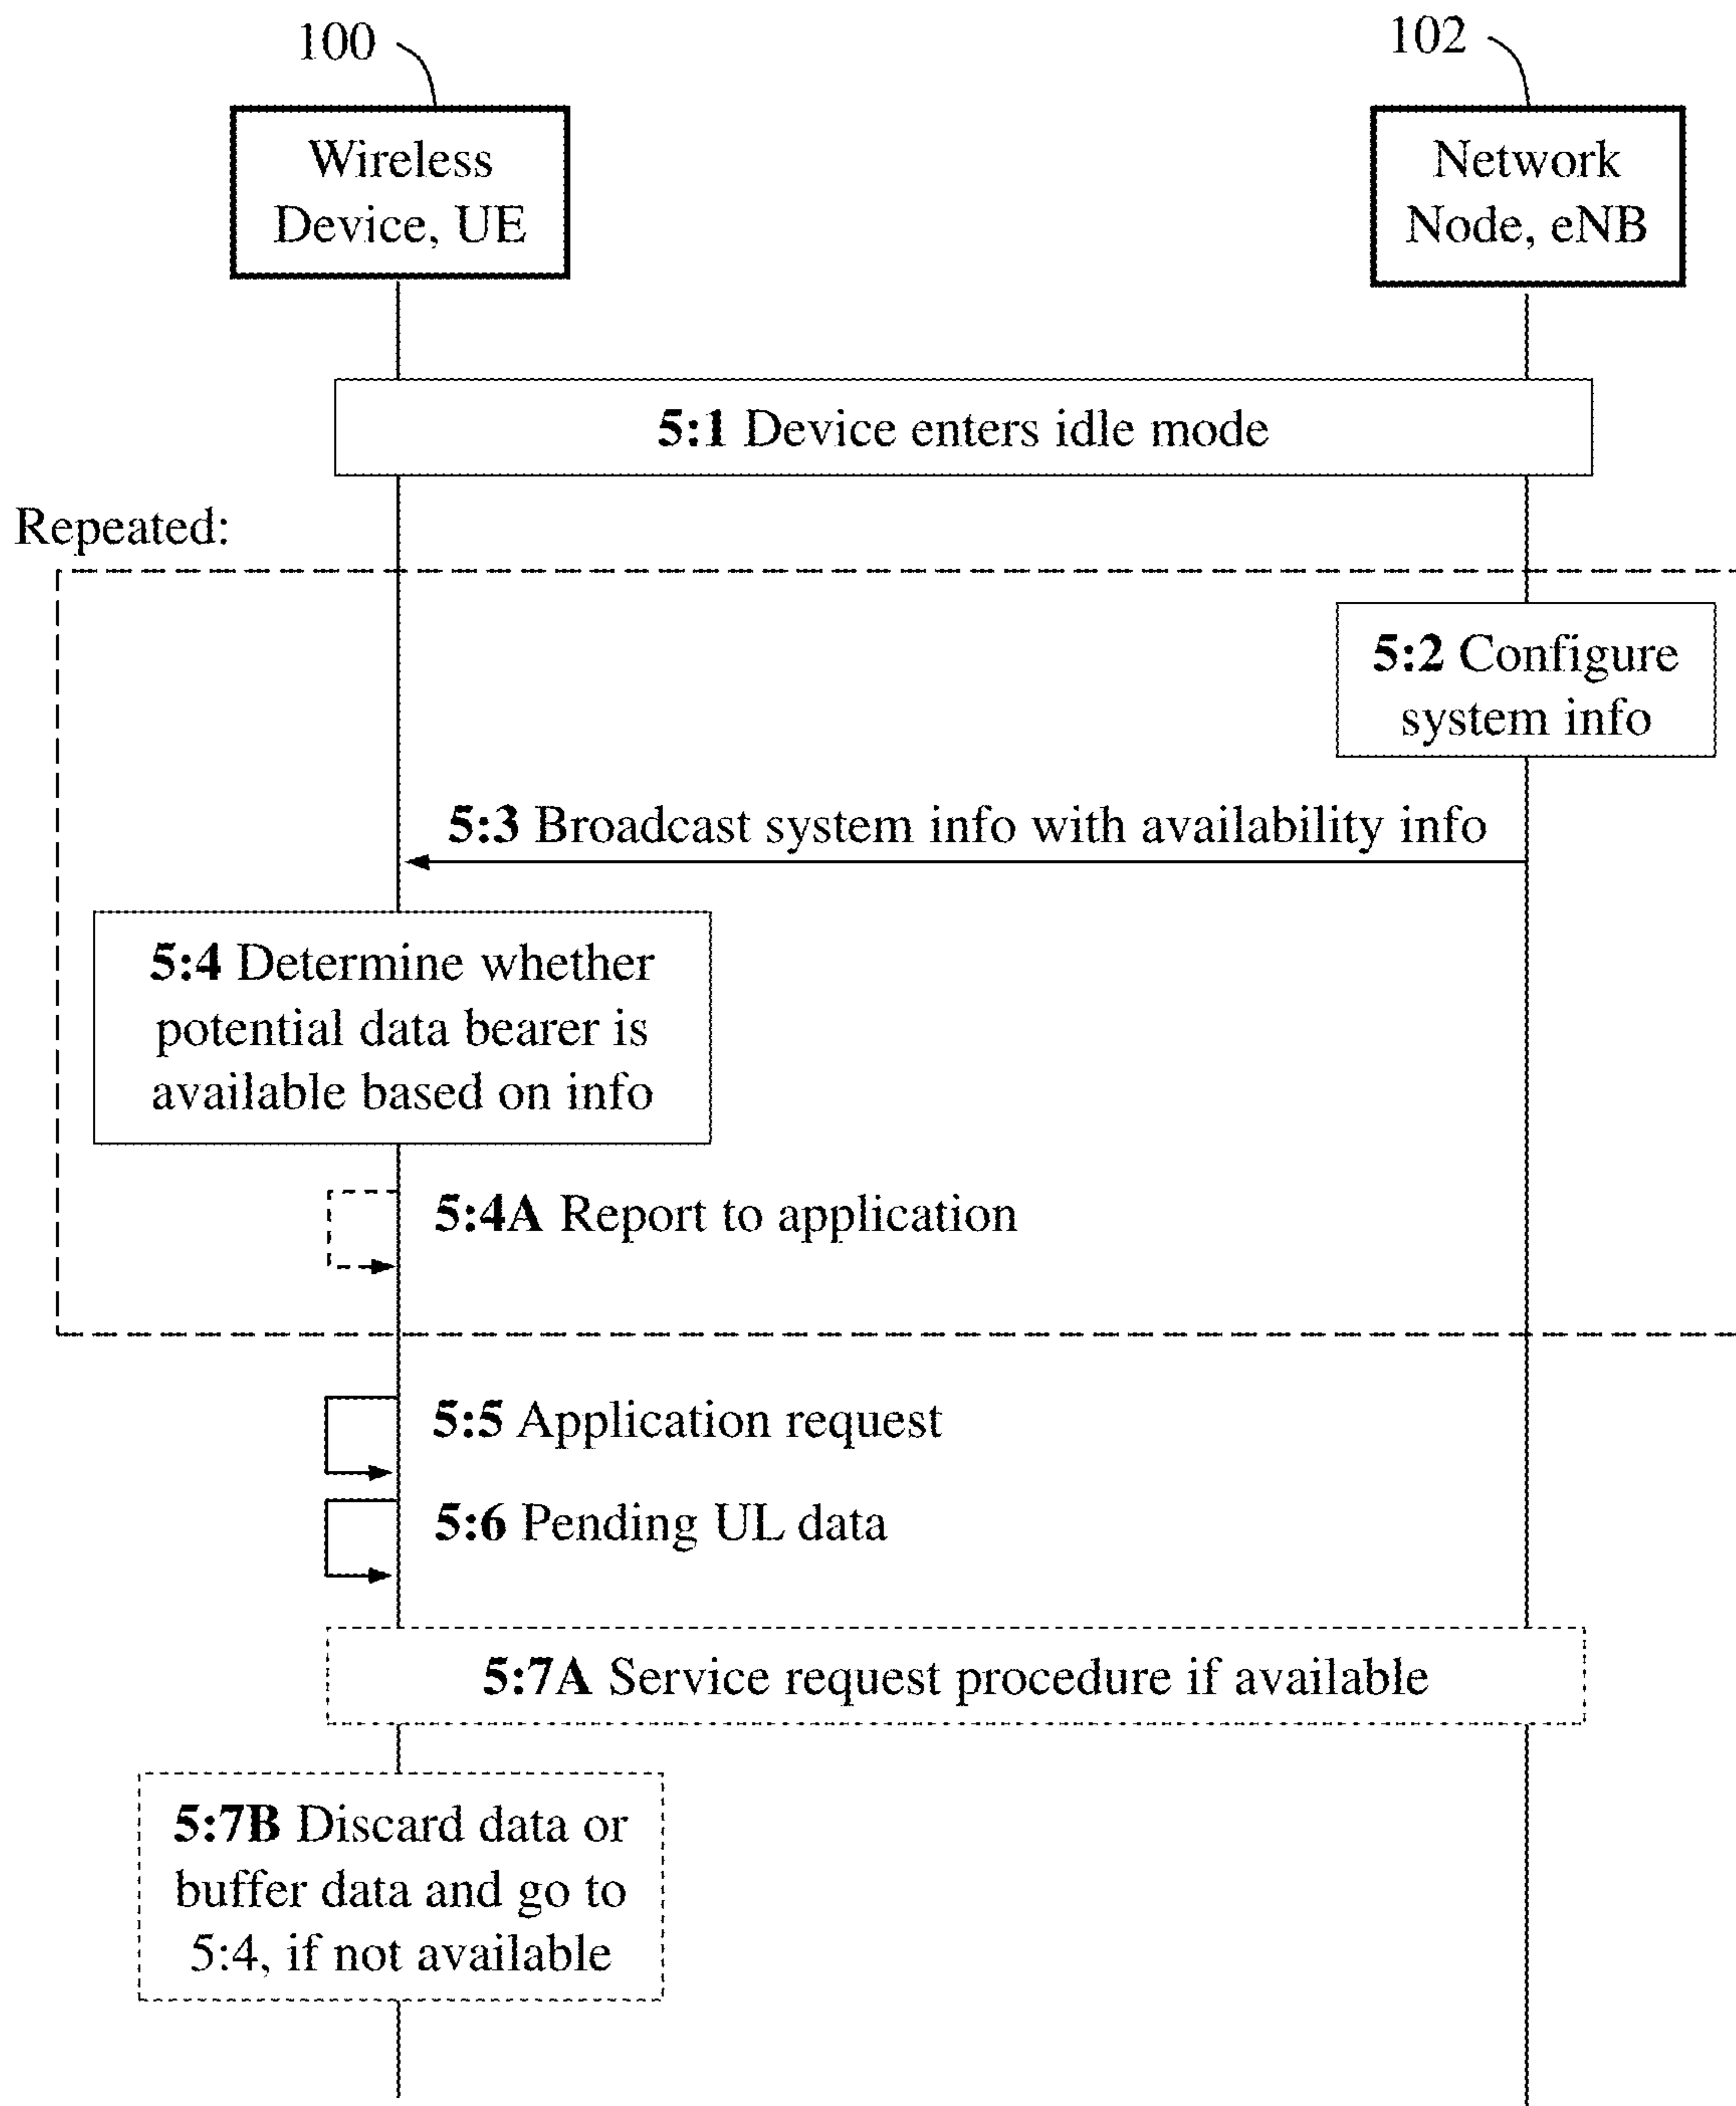 100
102
Wireless
Device, UE
Network
Node, eNB
5:1 Device enters idle mode
Repeated:
5:2 Configure
system info
5:3 Broadcast system info with availability info
5:4 Determine whether
potential data bearer is
available based on info
5:4A Report to application
5:5 Application request
5:6 Pending UL data
5:7A Service request procedure if available
5:7B Discard data or
buffer data and go to
5:4, if not available